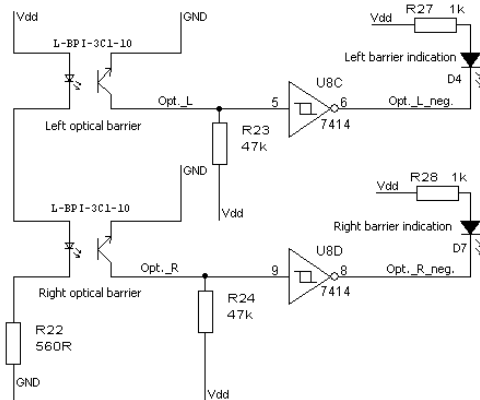 R27 1k
Vdd
GND
Vdd
L-BPI-3C1-10
Left barrier indication
U8C
D4
Opt._L
5
6
Opt._L_neg.
7414
Left optical barrier
R23
47k
GND
R28 1k
Vdd
L-BPI-3C1-10
Vdd
Right barrier indication
U8D
D7
Opt._R
9
8
Opt._R_neg.
7414
Right optical barrier
R24
47k
R22
560R
GND
Vdd